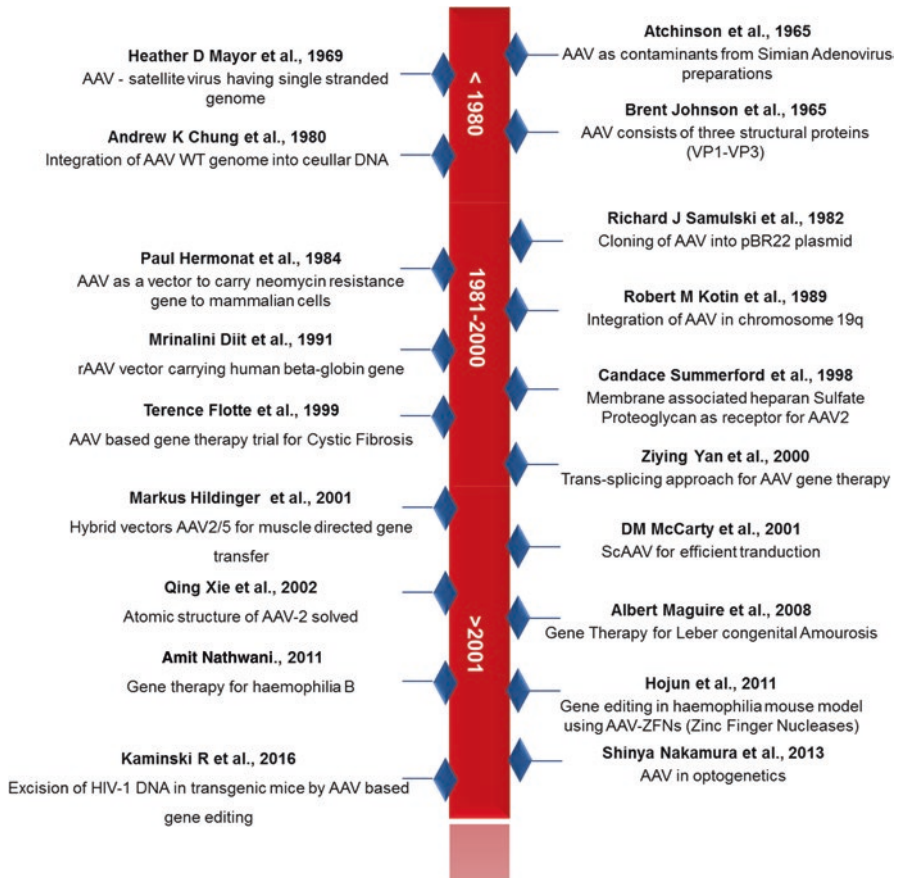 Heather D Mayor et al., 1969
AAV - satellite virus having single stranded
genome
Andrew K Chung et al., 1980
Integration of AAV WT genome into ceullar DNA
Paul Hermonat et al., 1984
AAV as a vector to carry neomycin resistance
gene to mammalian cells
Mrinalini Diit et al., 1991
rAAV vector carrying human beta-globin gene
Terence Flotte et al., 1999
AAV based gene therapy trial for Cystic Fibrosis
Markus Hildinger et al., 2001
Hybrid vectors AAV2/5 for muscle directed gene
transfer
Qing Xie et al., 2002
Atomic structure of AAV-2 solved
Amit Nathwani., 2011
Gene therapy for haemophilia B
Kaminski R et al., 2016
Excision of HIV-1 DNA in transgenic mice by AAV based
gene editing
< 1980
1981-2000
>2001
Atchinson et al., 1965
AAV as contaminants from Simian Adenovirus
preparations
Brent Johnson et al., 1965
AAV consists of three structural proteins
(VP1-VP3)
Richard J Samulski et al., 1982
Cloning of AAV into pBR22 plasmid
Robert M Kotin et al., 1989
Integration of AAV in chromosome 19q
Candace Summerford et al., 1998
Membrane associated heparan Sulfate
Proteoglycan as receptor for AAV2
Ziying Yan et al., 2000
Trans-splicing approach for AAV gene therapy
DM McCarty et al., 2001
ScAAV for efficient tranduction
Albert Maguire et al., 2008
Gene Therapy for Leber congenital Amourosis
Hojun et al., 2011
Gene editing in haemophilia mouse model
using AAV-ZFNs (Zinc Finger Nucleases)
Shinya Nakamura et al., 2013
AAV in optogenetics